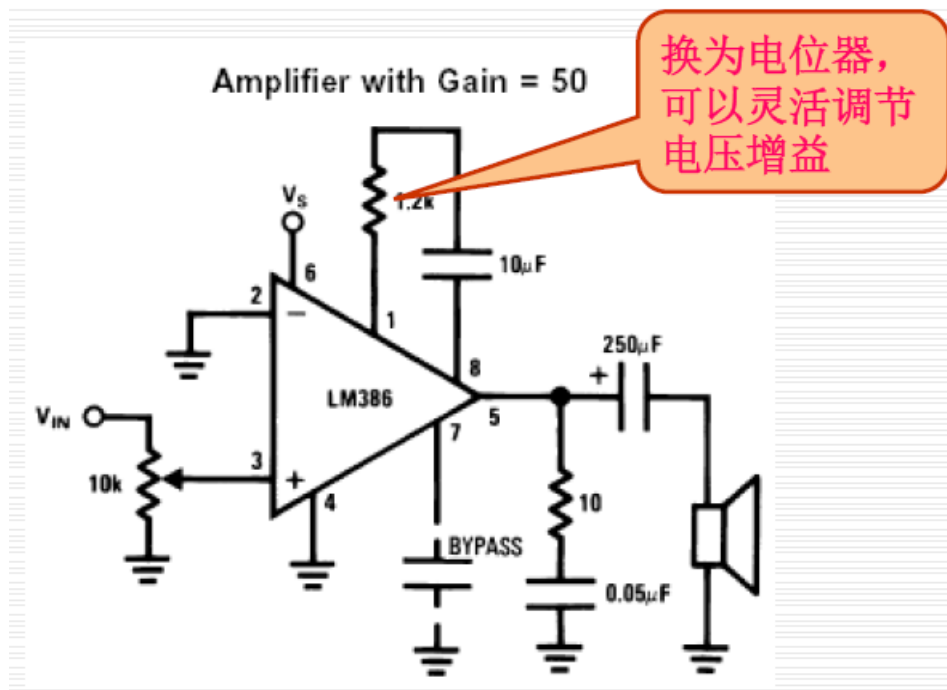 换为电位器，
可以灵活调节
电压增益
Amplifier with Gain = 50
1.2k
VS
6
10μF
2
−
1
250μF
+
8
LM386
5
VIN
7
3
10k
+
4
10
BYPASS
0.05μF